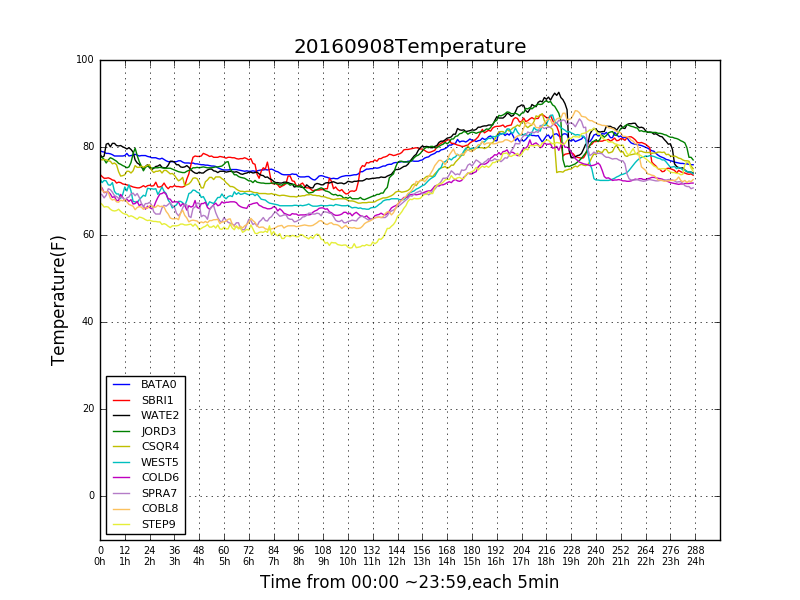 20160908Temperature
100
80
60
40
20
0
Temperature(F)
BATA0
SBRI1
WATE2
JORD3
CSQR4
WEST5
COLD6
SPRA7
COBL8
STEP9
0 12 24 36 48 60 72 84 96 108 120 132 144 156 168 180 192 204 216 228 240 252 264 276 288
0h 1h 2h 3h 4h 5h 6h 7h 8h 9h 10h 11h 12h 13h 14h 15h 16h 17h 18h 19h 20h 21h 22h 23h 24h
Time from 00:00 ~23:59,each 5min